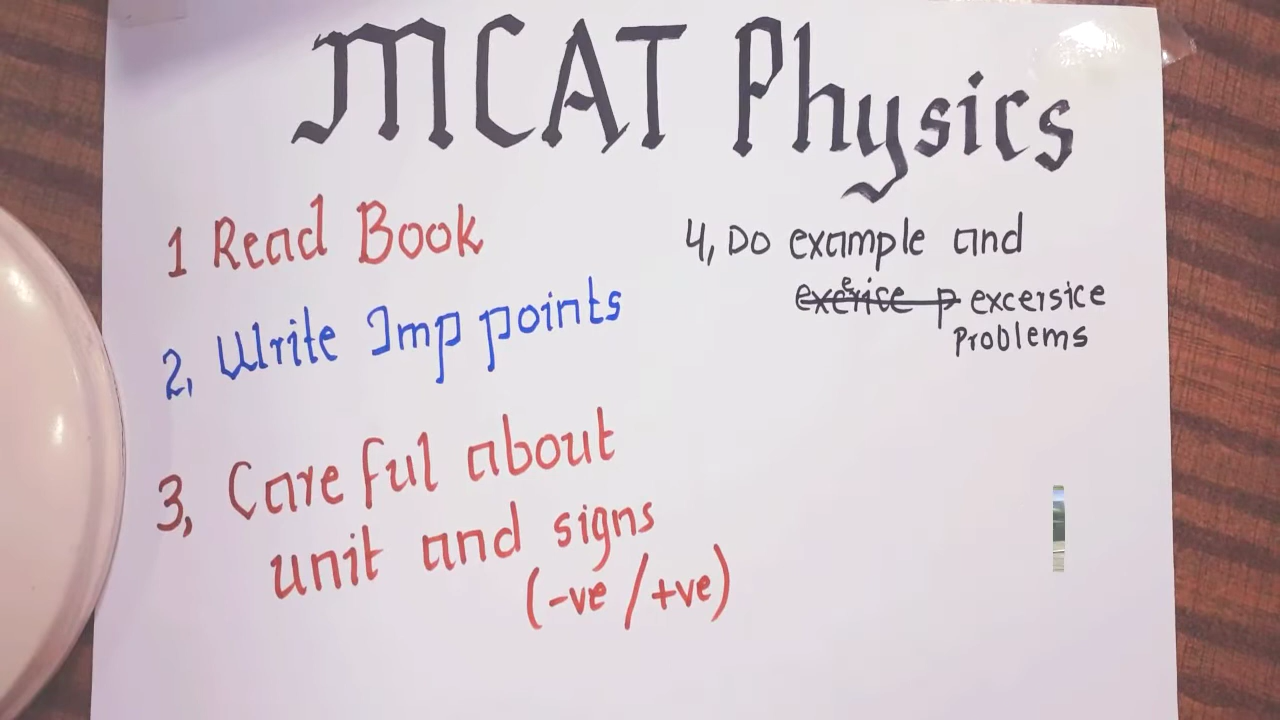 MCAT Physics
1 Read Book
2, Write Imp points
3, Careful about
unit and signs
(-ve / +ve)
4, Do example and
exerice p excersice
problems